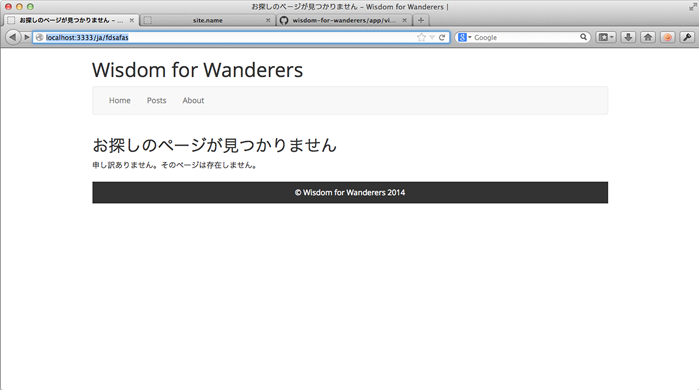 お探しのページが見つかりません – Wisdom for Wanderers |
お探しのページが見つかりません – ...
site.name
wisdom-for-wanderers/app/vi...
localhost:3333/ja/fdsafas
Google
Wisdom for Wanderers
Home Posts About
お探しのページが見つかりません
申し訳ありません。そのページは存在しません。
© Wisdom for Wanderers 2014